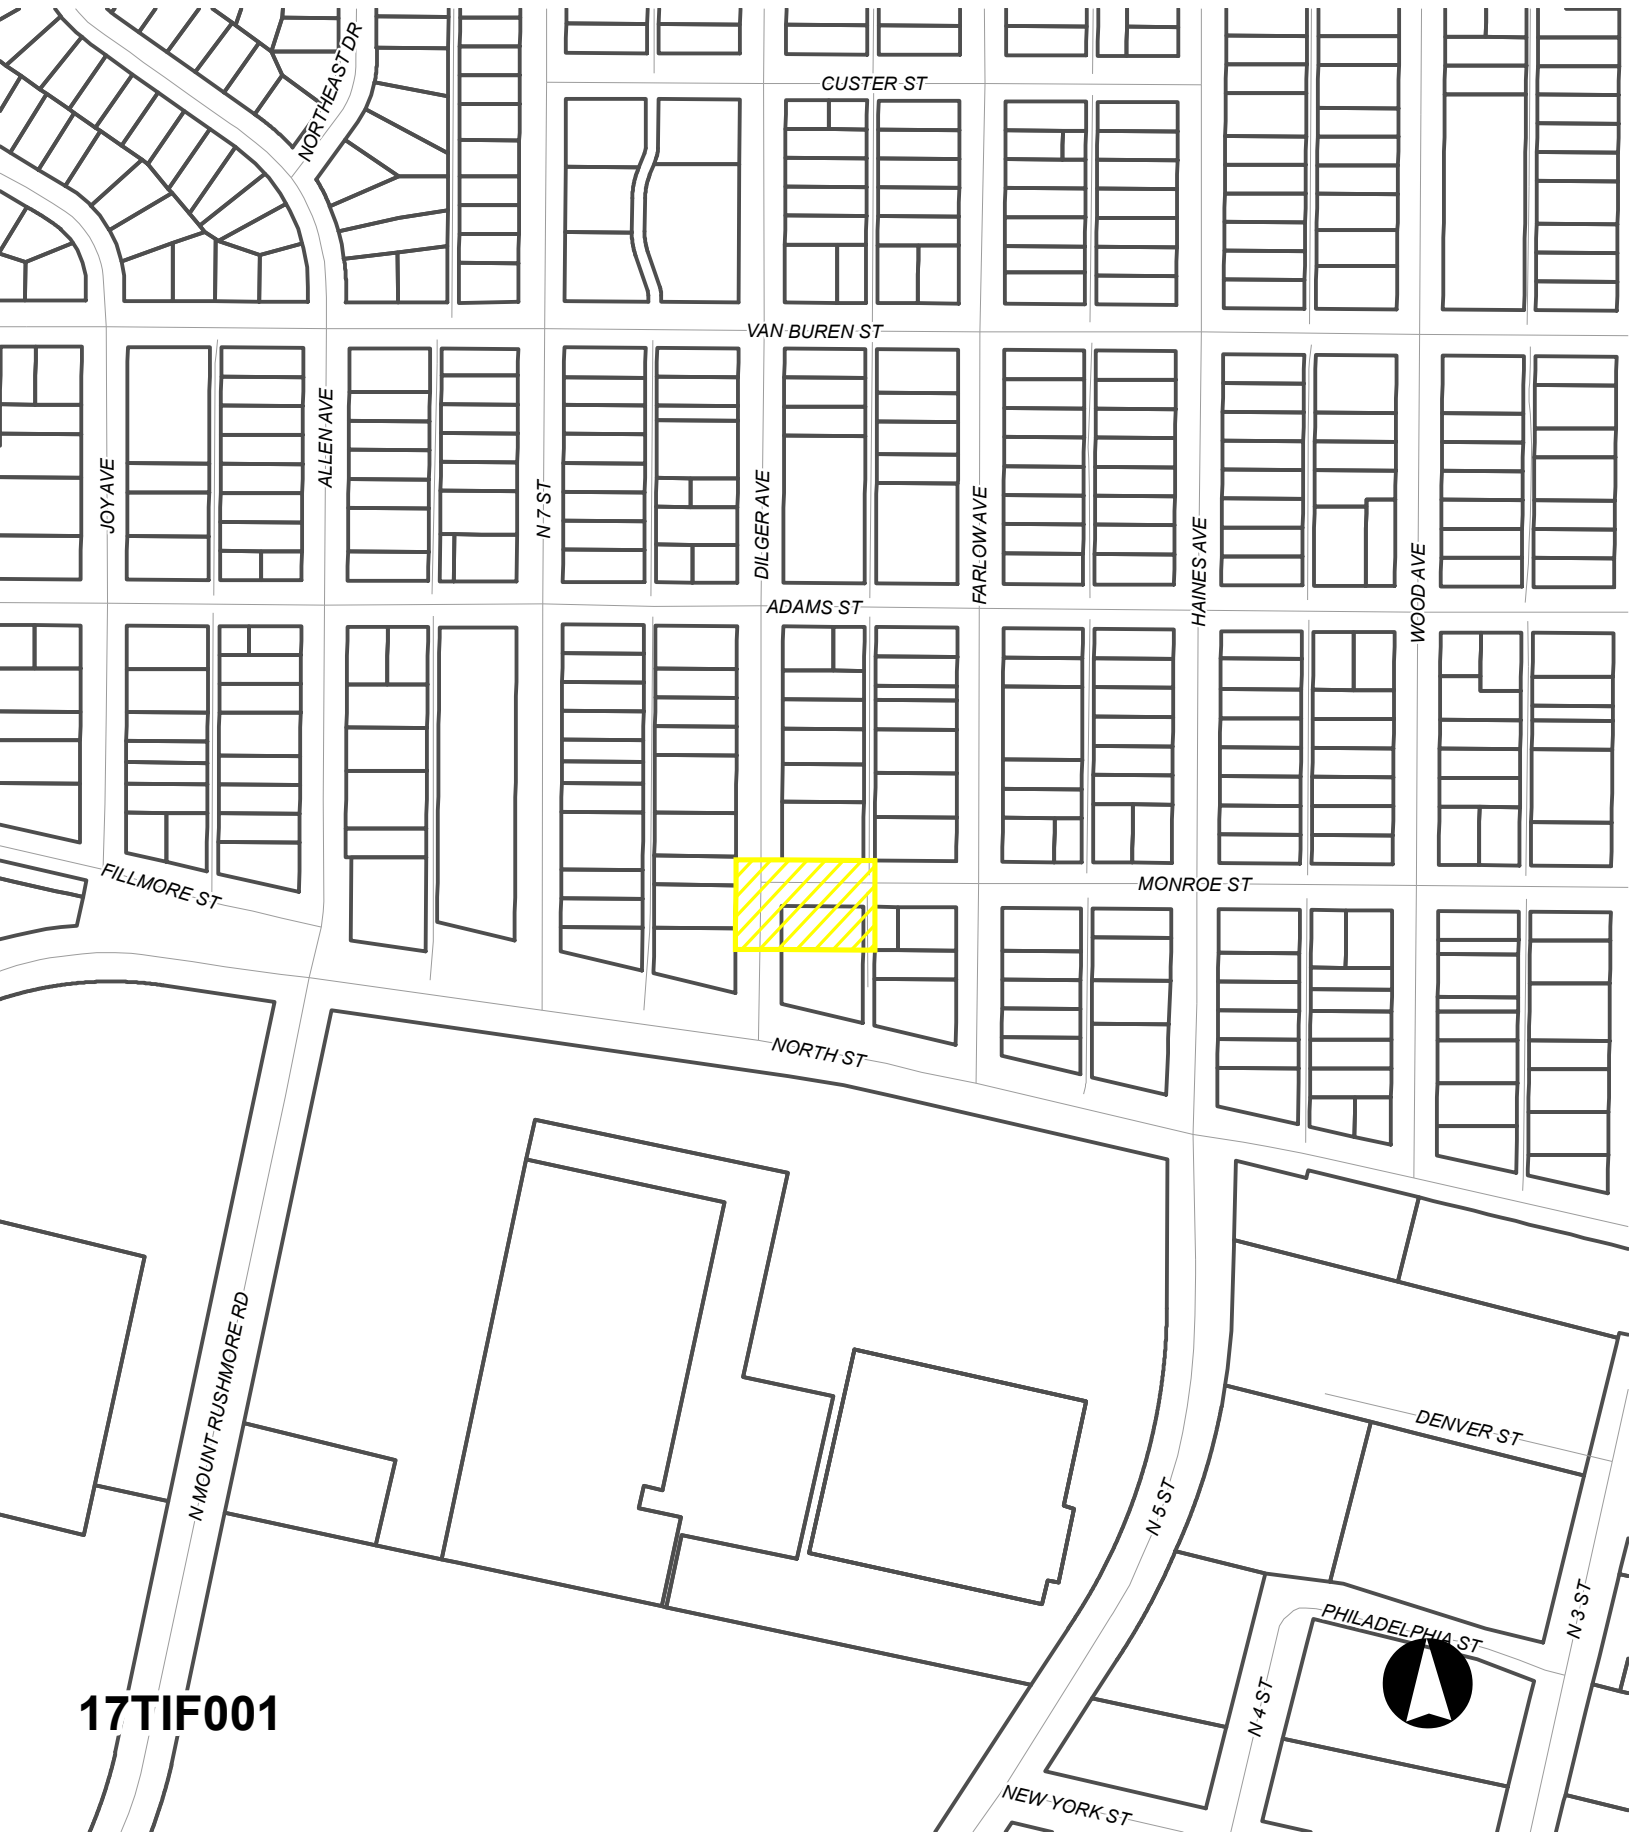 NORTHEAST DR
CUSTER ST
VAN BUREN ST
JOY AVE
ALLEN AVE
N 7 ST
DILGER AVE
FARLOW AVE
HAINES AVE
WOOD AVE
ADAMS ST
FILLMORE ST
MONROE ST
NORTH ST
N MOUNT RUSHMORE RD
DENVER ST
N 5 ST
N 3 ST
PHILADELPHIA ST
N 4 ST
17TIF001
NEW YORK ST